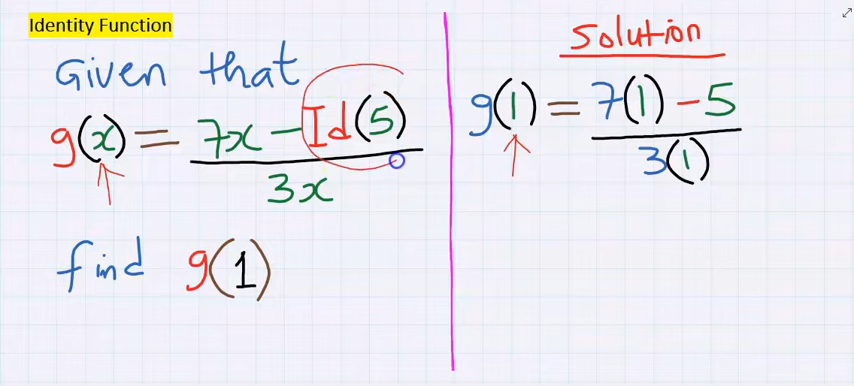 Identity Function
Given that
g(x) = 7x - Id(5)
3x
find g(1)
Solution
g(1) = 7(1) - 5
3(1)